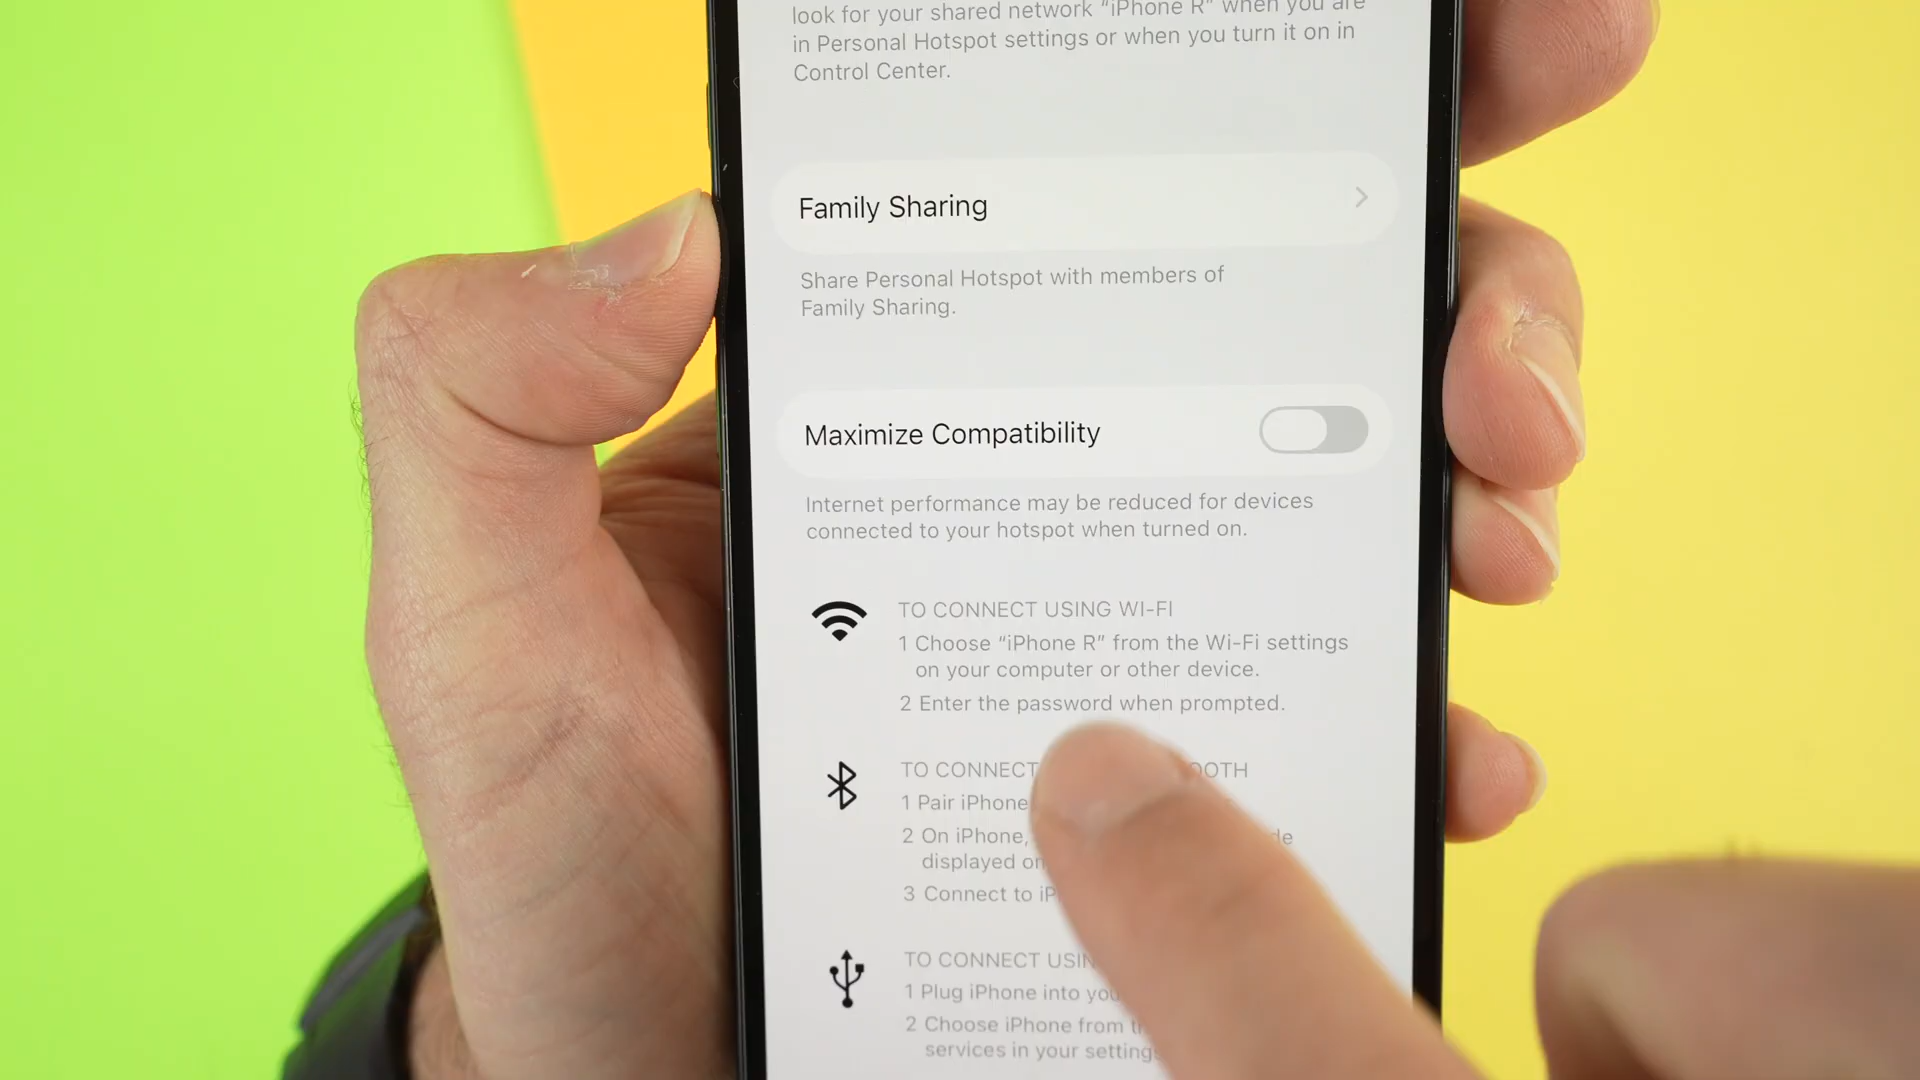 look for your shared network “iPhone R” when you are
in Personal Hotspot settings or when you turn it on in
Control Center.
Family Sharing
Share Personal Hotspot with members of
Family Sharing.
Maximize Compatibility
Internet performance may be reduced for devices
connected to your hotspot when turned on.
TO CONNECT USING WI-FI
1 Choose “iPhone R” from the Wi-Fi settings
on your computer or other device.
2 Enter the password when prompted.
TO CONNECT
1 Pair iPhone
2 On iPhone,
displayed on
3 Connect to
TO CONNECT
1 Plug iPhone into
2 Choose iPhone from
services in your settings